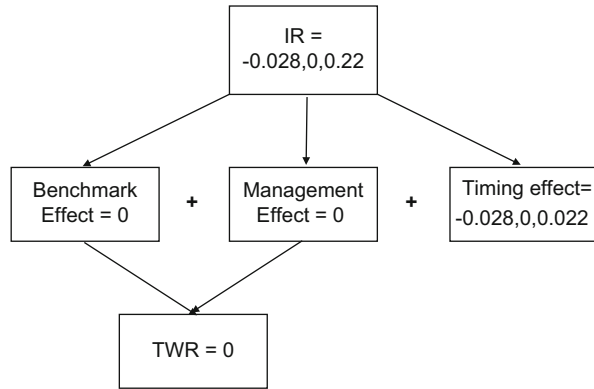 IR =
-0.028,0,0.22
Benchmark
Effect = 0
+
Management
Effect = 0
+
Timing effect=
-0.028,0,0.022
TWR = 0